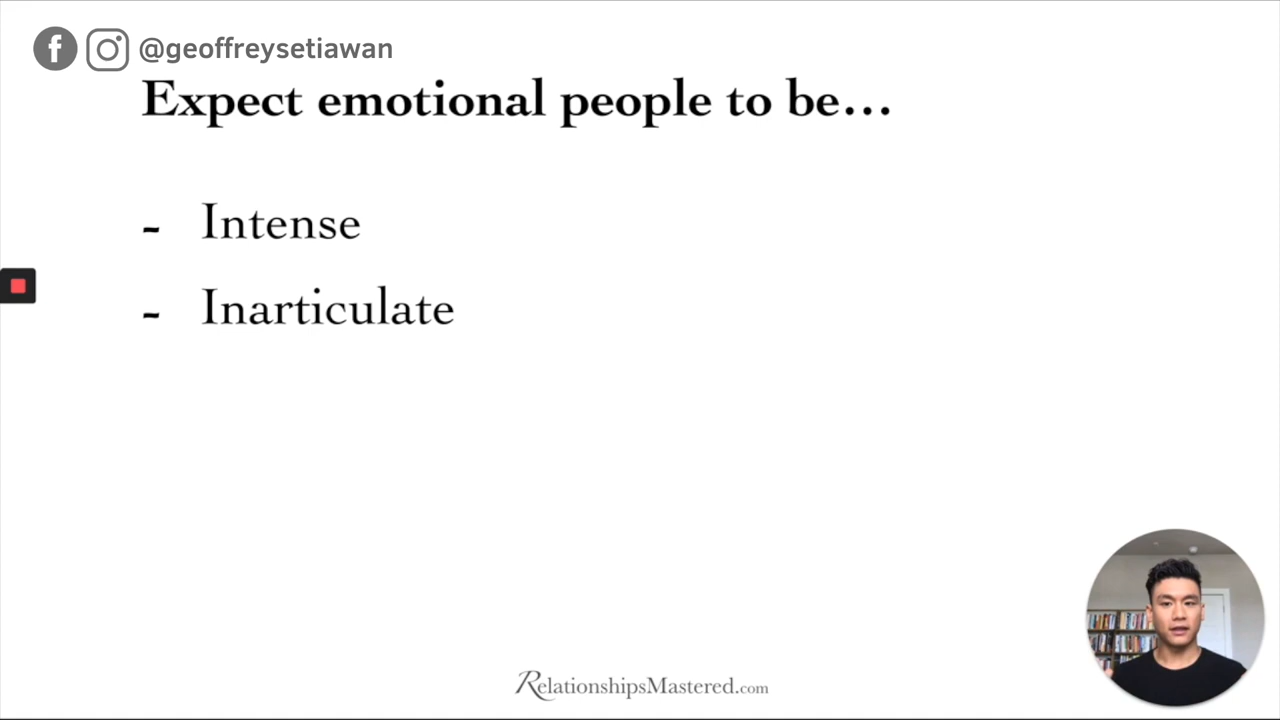 @geoffreysetiawan
Expect emotional people to be...
- Intense
- Inarticulate
RelationshipsMastered.com